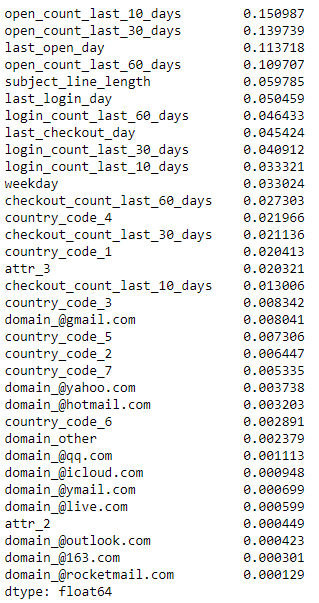 open_count_last_10_days 0.150987
open_count_last_30_days 0.139739
last_open_day 0.113718
open_count_last_60_days 0.109707
subject_line_length 0.059785
last_login_day 0.050459
login_count_last_60_days 0.046433
last_checkout_day 0.045424
login_count_last_30_days 0.040912
login_count_last_10_days 0.033321
weekday 0.033024
checkout_count_last_60_days 0.027303
country_code_4 0.021966
checkout_count_last_30_days 0.021136
country_code_1 0.020413
attr_3 0.020321
checkout_count_last_10_days 0.013006
country_code_3 0.008342
domain_@gmail.com 0.008041
country_code_5 0.007306
country_code_2 0.006447
country_code_7 0.005335
domain_@yahoo.com 0.003738
domain_@hotmail.com 0.003203
country_code_6 0.002891
domain_other 0.002379
domain_@qq.com 0.001113
domain_@icloud.com 0.000948
domain_@ymail.com 0.000699
domain_@live.com 0.000599
attr_2 0.000449
domain_@outlook.com 0.000423
domain_@163.com 0.000301
domain_@rocketmail.com 0.000129
dtype: float64